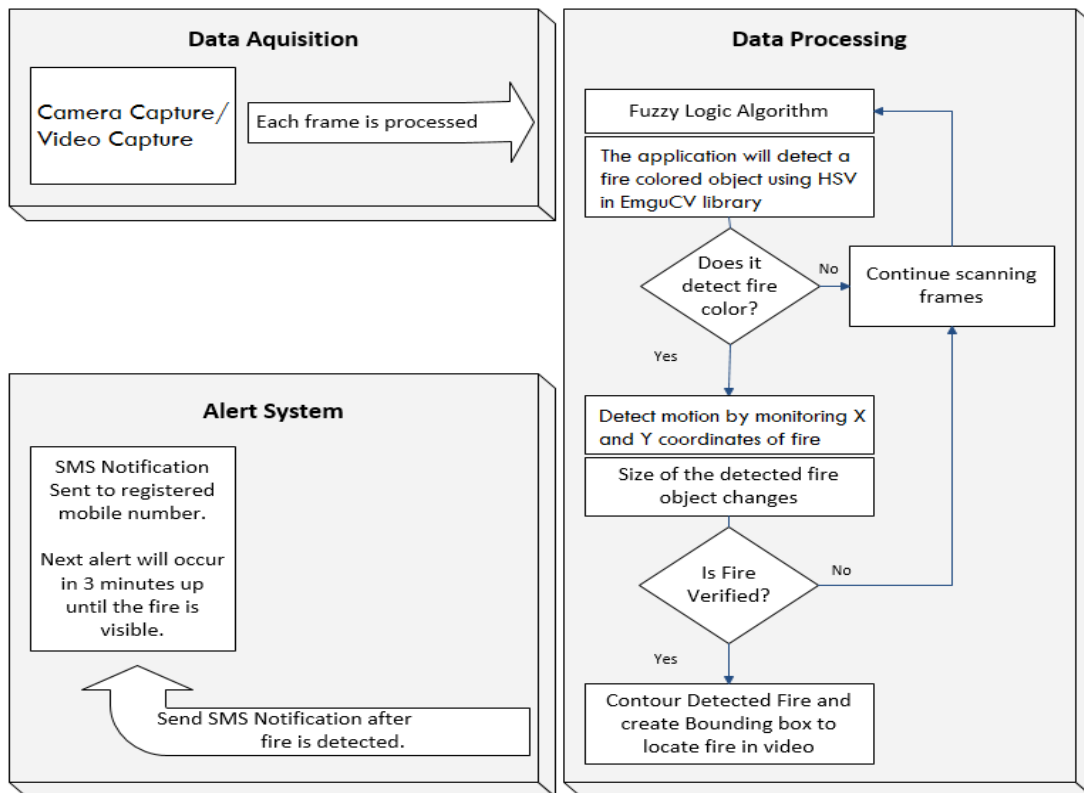 Data Aquisition
Camera Capture/
Video Capture
Each frame is processed
Data Processing
Fuzzy Logic Algorithm
The application will detect a
fire colored object using HSV
in EmguCV library
Does it
detect fire
color?
No
Continue scanning
frames
Yes
Detect motion by monitoring X
and Y coordinates of fire
Size of the detected fire
object changes
Is Fire
Verified?
No
Yes
Contour Detected Fire and
create Bounding box to
locate fire in video
Alert System
SMS Notification
Sent to registered
mobile number.
Next alert will occur
in 3 minutes up
until the fire is
visible.
Send SMS Notification after
fire is detected.